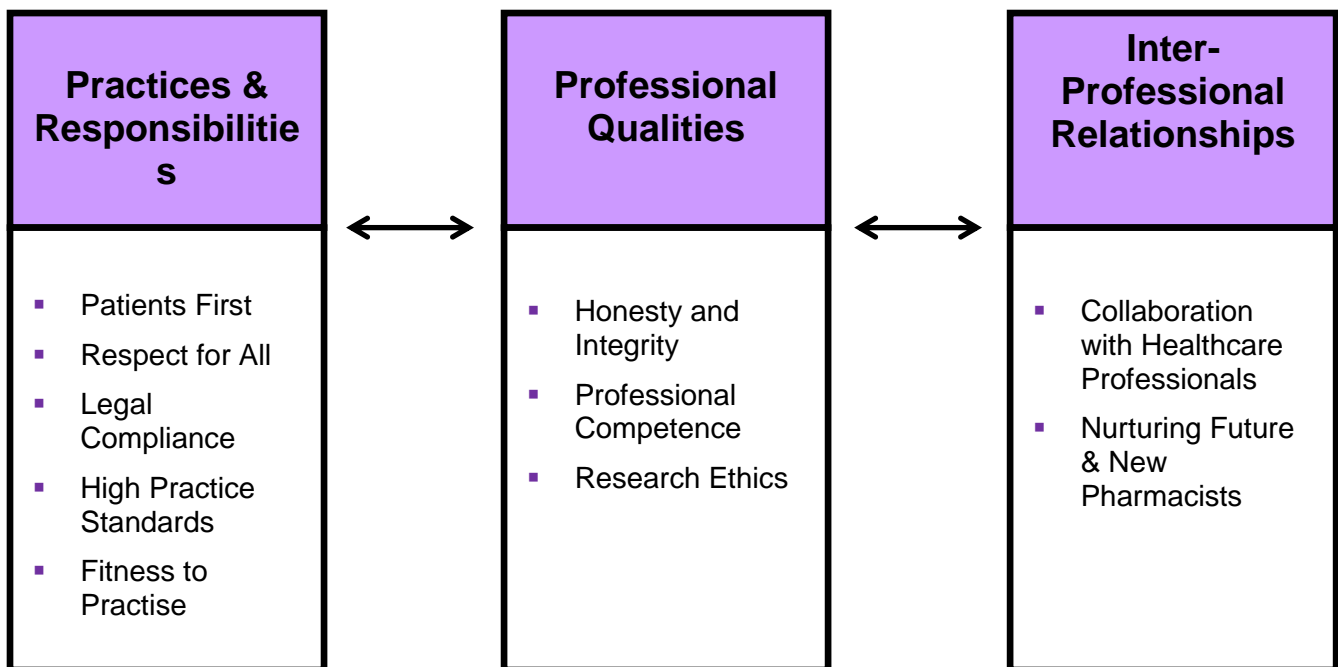 Practices &
Responsibilitie
s
Patients First
Respect for All
Legal
Compliance
High Practice
Standards
Fitness to
Practise
Professional
Qualities
Honesty and
Integrity
Professional
Competence
Research Ethics
Inter-
Professional
Relationships
Collaboration
with Healthcare
Professionals
Nurturing Future
& New
Pharmacists